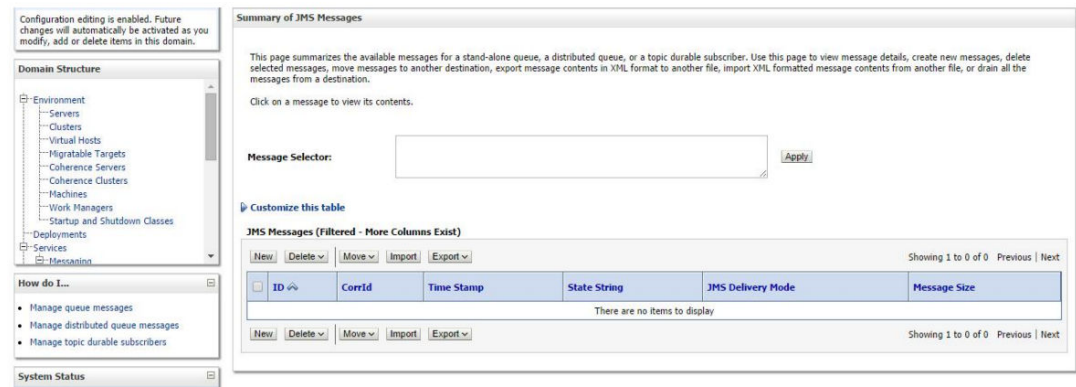 Configuration editing is enabled. Future
changes will automatically be activated as you
modify, add or delete items in this domain.
Domain Structure
Environment
Servers
Clusters
Virtual Hosts
Migratable Targets
Coherence Servers
Coherence Clusters
Machines
Work Managers
Startup and Shutdown Classes
Deployments
Services
Messaging
How do I...
Manage queue messages
Manage distributed queue messages
Manage topic durable subscribers
System Status
Summary of JMS Messages
This page summarizes the available messages for a stand-alone queue, a distributed queue, or a topic durable subscriber. Use this page to view message details, create new messages, delete
selected messages, move messages to another destination, export message contents in XML format to another file, import XML formatted message contents from another file, or drain all the
messages from a destination.
Click on a message to view its contents.
Message Selector:
Apply
Customize this table
JMS Messages (Filtered - More Columns Exist)
New Delete Move Import Export Showing 1 to 0 of 0 Previous | Next
ID CorrId Time Stamp State String JMS Delivery Mode Message Size
There are no items to display
New Delete Move Import Export Showing 1 to 0 of 0 Previous | Next